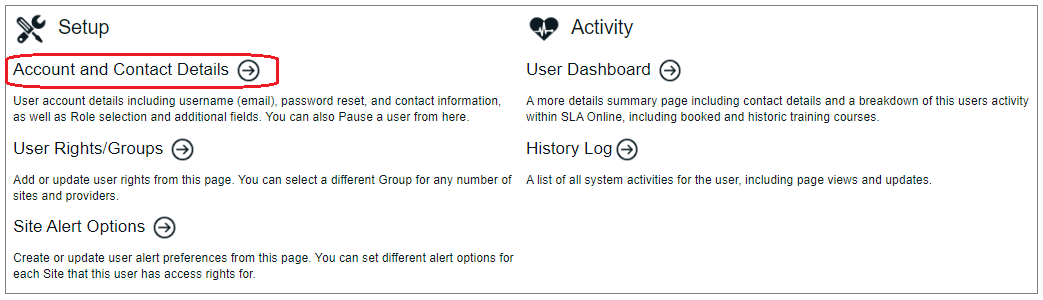 Setup
Account and Contact Details
User account details including username (email), password reset, and contact information,
as well as Role selection and additional fields. You can also Pause a user from here.
User Rights/Groups
Add or update user rights from this page. You can select a different Group for any number of
sites and providers.
Site Alert Options
Create or update user alert preferences from this page. You can set different alert options for
each Site that this user has access rights for.
Activity
User Dashboard
A more details summary page including contact details and a breakdown of this users activity
within SLA Online, including booked and historic training courses.
History Log
A list of all system activities for the user, including page views and updates.